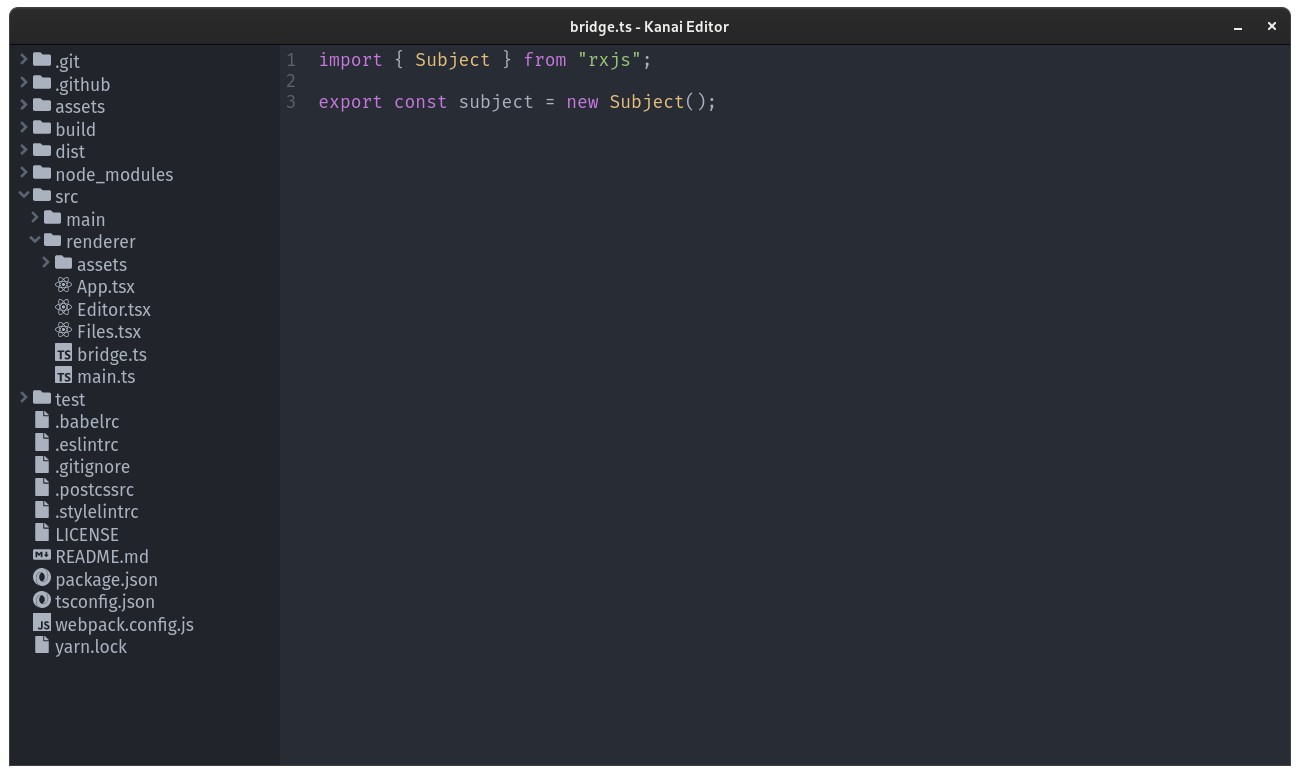 bridge.ts - Kanai Editor
.git
.github
assets
build
dist
node_modules
src
main
renderer
assets
App.tsx
Editor.tsx
Files.tsx
TS bridge.ts
TS main.ts
test
.babelrc
.eslintrc
.gitignore
.postcssrc
.stylelintrc
LICENSE
README.md
package.json
tsconfig.json
JS webpack.config.js
yarn.lock
1 import { Subject } from "rxjs";
2
3 export const subject = new Subject();